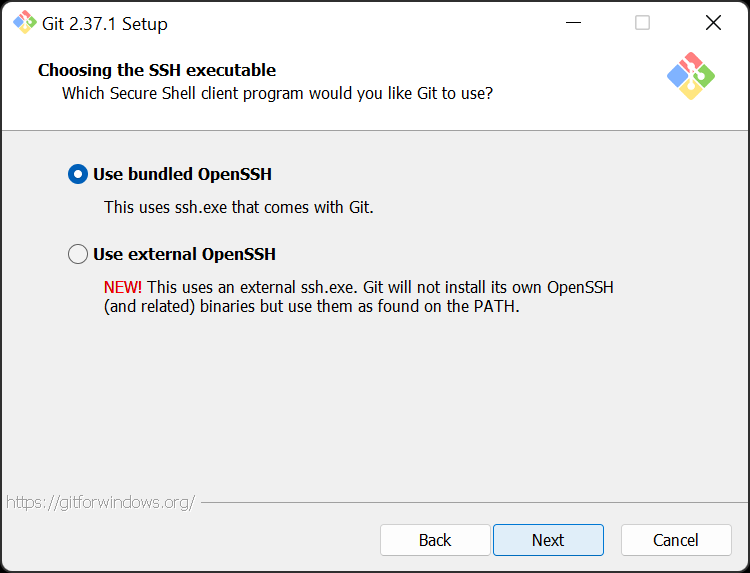 Git 2.37.1 Setup
Choosing the SSH executable
Which Secure Shell client program would you like Git to use?
Use bundled OpenSSH
This uses ssh.exe that comes with Git.
Use external OpenSSH
NEW! This uses an external ssh.exe. Git will not install its own OpenSSH
(and related) binaries but use them as found on the PATH.
https://gitforwindows.org/
Back Next Cancel